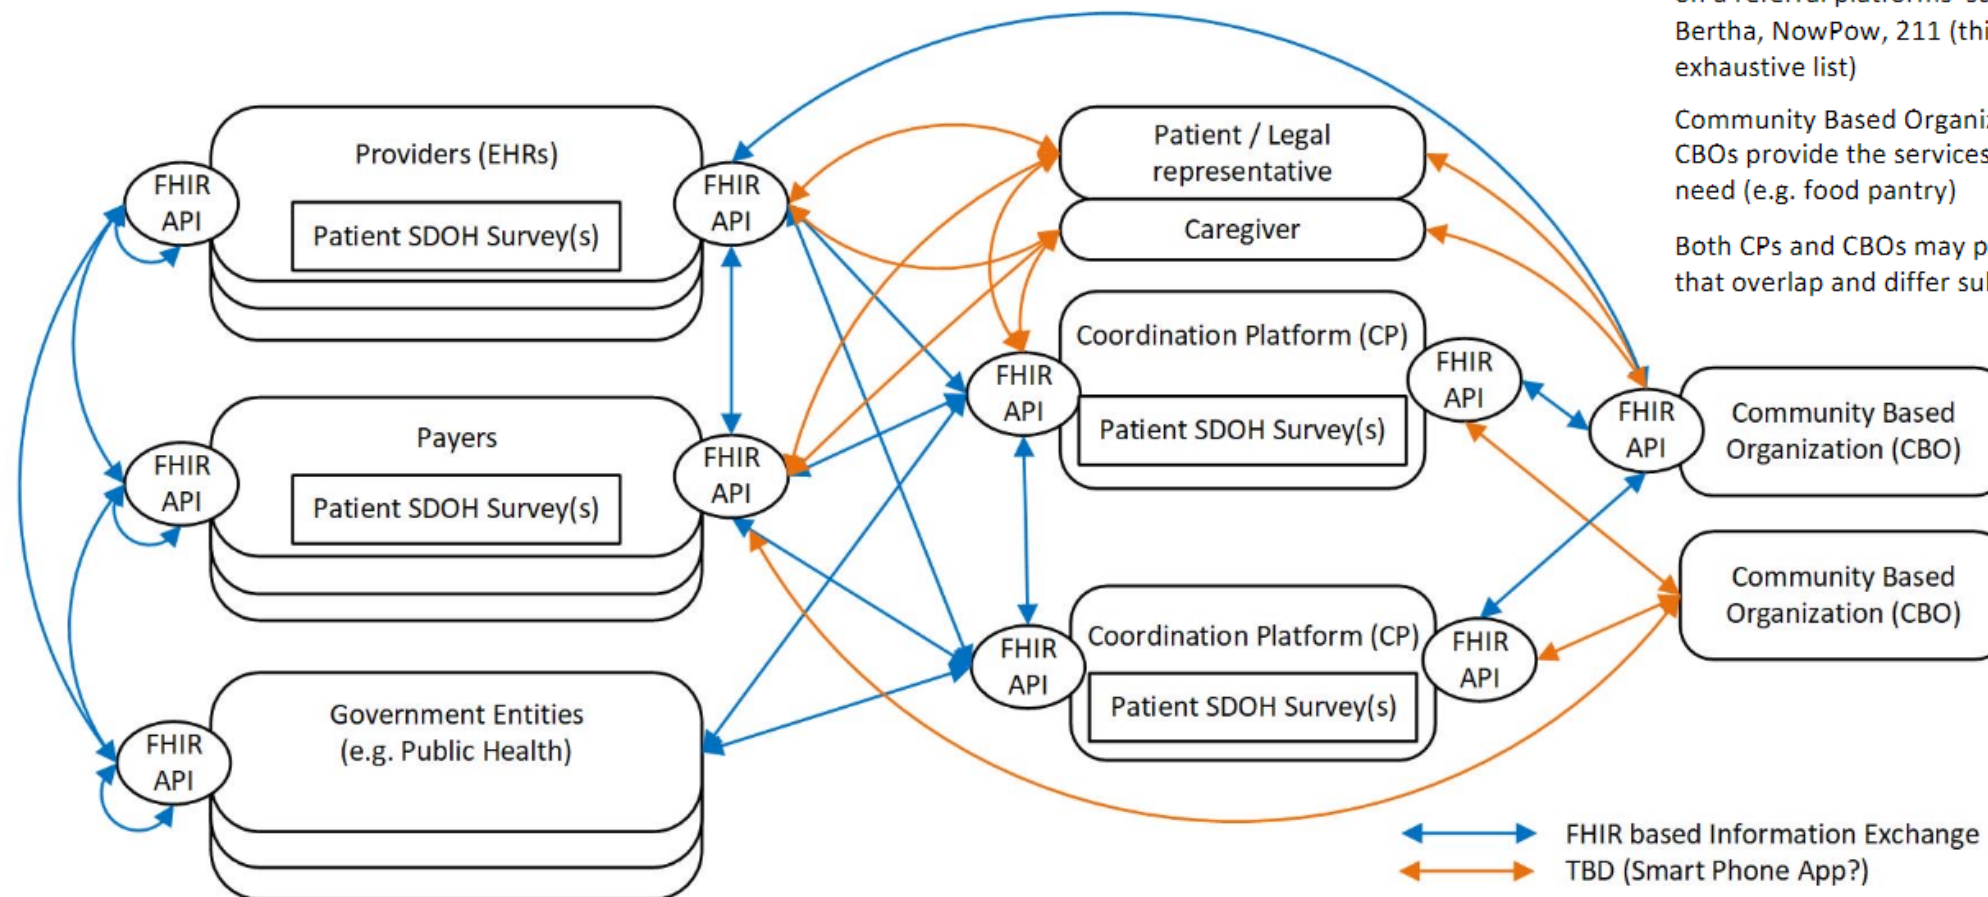 Bertha, NowPow, 211
exhaustive list)
Community Based
CBOs provide the services
need (e.g. food pantry)
Both CPs and CBOs may
that overlap and differ
Providers (EHRs)
FHIR
API
Patient SDOH Survey(s)
FHIR
API
Patient / Legal
representative
Caregiver
Payers
FHIR
API
Patient SDOH Survey(s)
FHIR
API
Coordination Platform (CP)
FHIR
API
Patient SDOH Survey(s)
FHIR
API
FHIR
API
Community Based
Organization (CBO)
Community Based
Organization (CBO)
Government Entities
(e.g. Public Health)
FHIR
API
Coordination Platform (CP)
FHIR
API
Patient SDOH Survey(s)
FHIR
API
FHIR based Information Exchange
TBD (Smart Phone App?)